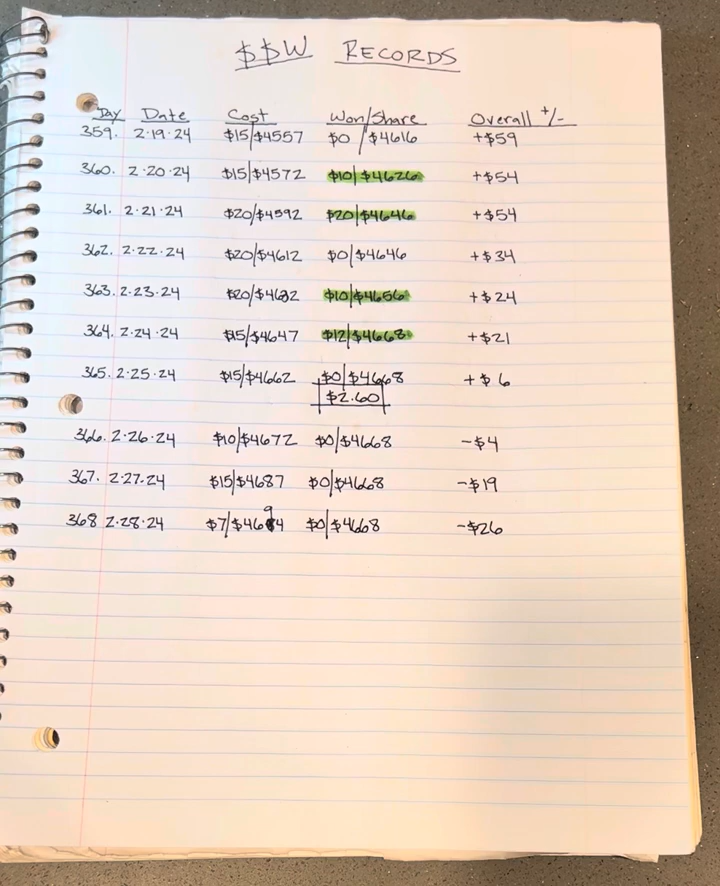 $$W RECORDS
Day Date Cost Won/Share Overall +/-
359. 2·19·24 $15/$4557 $0/$4616 +$59
360. 2·20·24 $15/$4572 $10/$4626 +$54
361. 2·21·24 $20/$4592 $20/$4646 +$54
362. 2·22·24 $20/$4612 $0/$4646 +$34
363. 2·23·24 $20/$4632 $10/$4656 +$24
364. 2·24·24 $15/$4647 $12/$4668 +$21
365. 2·25·24 $15/$4662 $0/$4668 +$6
$2.60
366. 2·26·24 $10/$4672 $0/$4668 -$4
367. 2·27·24 $15/$4687 $0/$4668 -$19
368 2·28·24 $7/$4694 $0/$4668 -$26